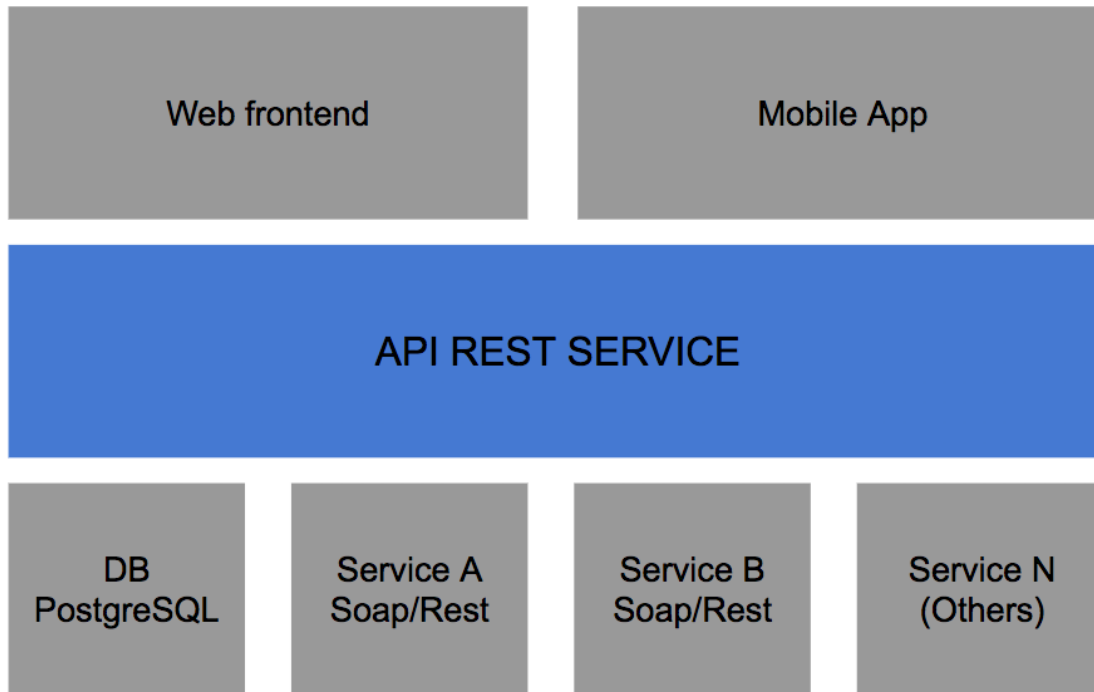 Web frontend
Mobile App
API REST SERVICE
DB
PostgreSQL
Service A
Soap/Rest
Service B
Soap/Rest
Service N
(Others)